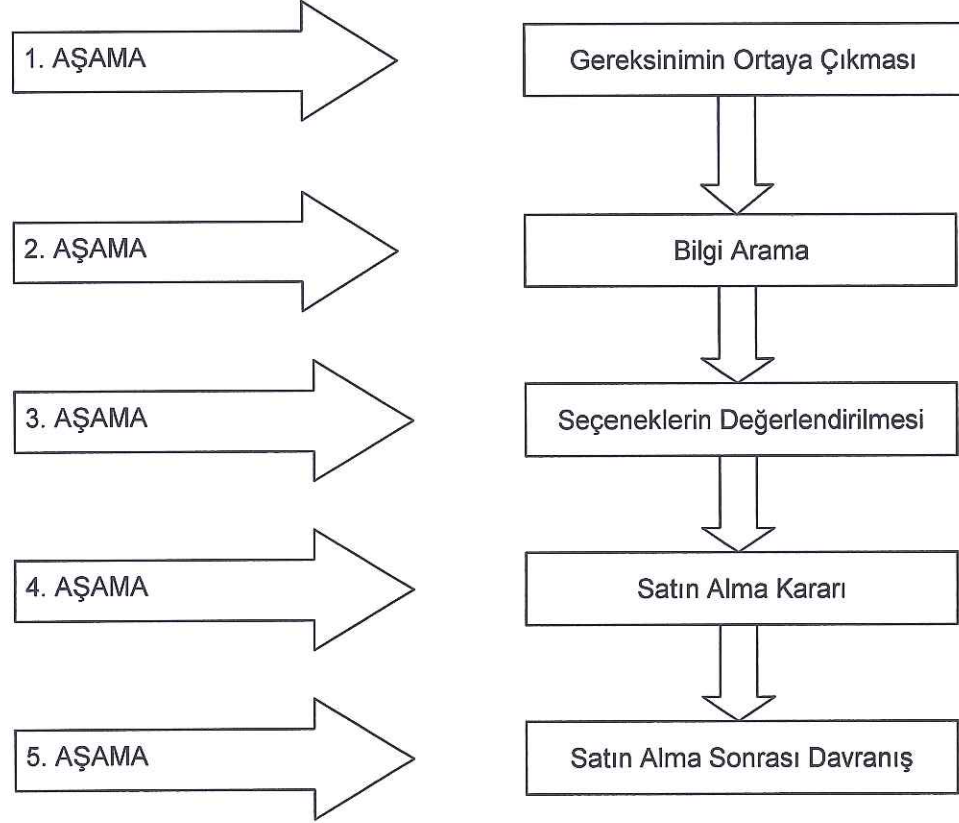 1. AŞAMA
Gereksinimin Ortaya Çıkması
2. AŞAMA
Bilgi Arama
3. AŞAMA
Seçeneklerin Değerlendirilmesi
4. AŞAMA
Satın Alma Kararı
5. AŞAMA
Satın Alma Sonrası Davranış